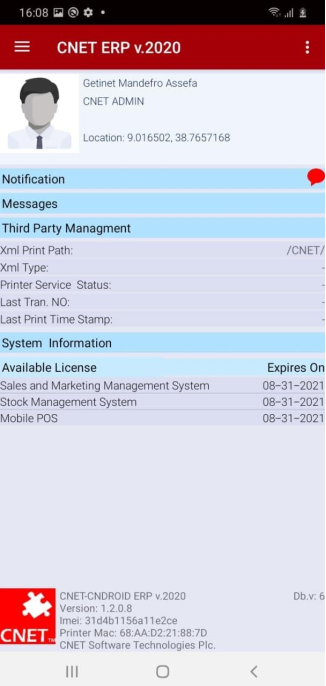 16:08
CNET ERP v.2020
Getinet Mandefro Assefa
CNET ADMIN
Location: 9.016502, 38.7657168
Notification
Messages
Third Party Managment
Xml Print Path: /CNET/
Xml Type: -
Printer Service Status: -
Last Tran. NO: -
Last Print Time Stamp: -
System Information
Available License Expires On
Sales and Marketing Management System 08-31-2021
Stock Management System 08-31-2021
Mobile POS 08-31-2021
CNET-CNDROID ERP v.2020 Db.v: 6
Version: 1.2.0.8
Imei: 31d4b1156a11e2ce
Printer Mac: 68:AA:D2:21:88:7D
CNET Software Technologies Plc.
CNET™